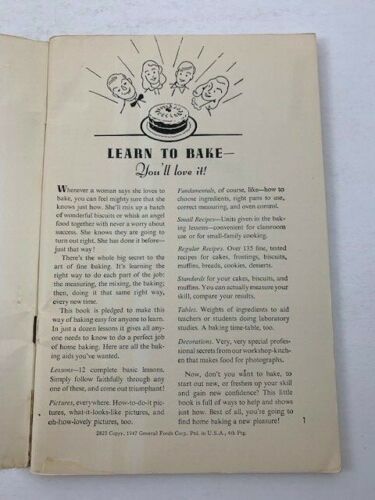 LEARN TO BAKE—
You'll love it!
Whenever a woman says she loves to
bake, you can feel mighty sure that she
knows just how. She'll mix up a batch
of wonderful biscuits or whisk an angel
food together with never a worry about
success. She knows they are going to
turn out right. She has done it before—
just that way!
There's the whole big secret to the
art of fine baking. It's learning the
right way to do each part of the job:
the measuring, the mixing, the baking;
then, doing it that same right way,
every new time.
This book is pledged to make this
way of baking easy for anyone to learn.
In just a dozen lessons it gives all any-
one needs to know to do a perfect job
of home baking. Here are all the bak-
ing aids you've wanted.
Lessons—12 complete basic lessons.
Simply follow faithfully through any
one of these, and come out triumphant!
Pictures, everywhere. How-to-do-it pic-
tures, what-it-looks-like pictures, and
oh-how-lovely pictures, too.
Fundamentals, of course, like—how to
choose ingredients, right pans to use,
correct measuring, and oven control.
Small Recipes—Units given in the bak-
ing lessons—convenient for classroom
use or for small-family cooking.
Regular Recipes. Over 135 fine, tested
recipes for cakes, frostings, biscuits,
muffins, breads, cookies, desserts.
Standards for your cakes, biscuits, and
muffins. You can actually measure your
skill, compare your results.
Tables. Weights of ingredients to aid
teachers or students doing laboratory
studies. A baking time-table, too.
Decorations. Very, very special profes-
sional secrets from our workshop-kitch-
en that makes food for photographs.
Now, don't you want to bake, to
start out new, or freshen up your skill
and gain new confidence? This little
book is full of ways to help and shows
just how. Best of all, you're going to
find home baking a new pleasure!
1
2825 Copyr. 1947 General Foods Corp. Ptd. in U.S.A., 4th Ptg.